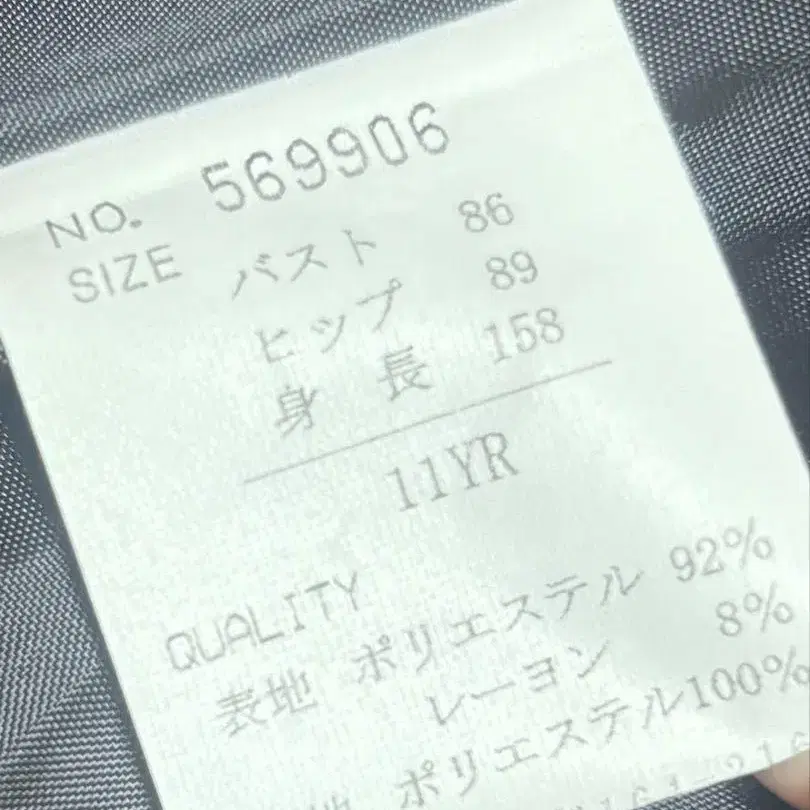 NO. 569906
SIZE バスト 86
ヒップ 89
身長 158
11YR
QUALITY
表地 ポリエステル 92%
レーヨン 8%
地 ポリエステル100%